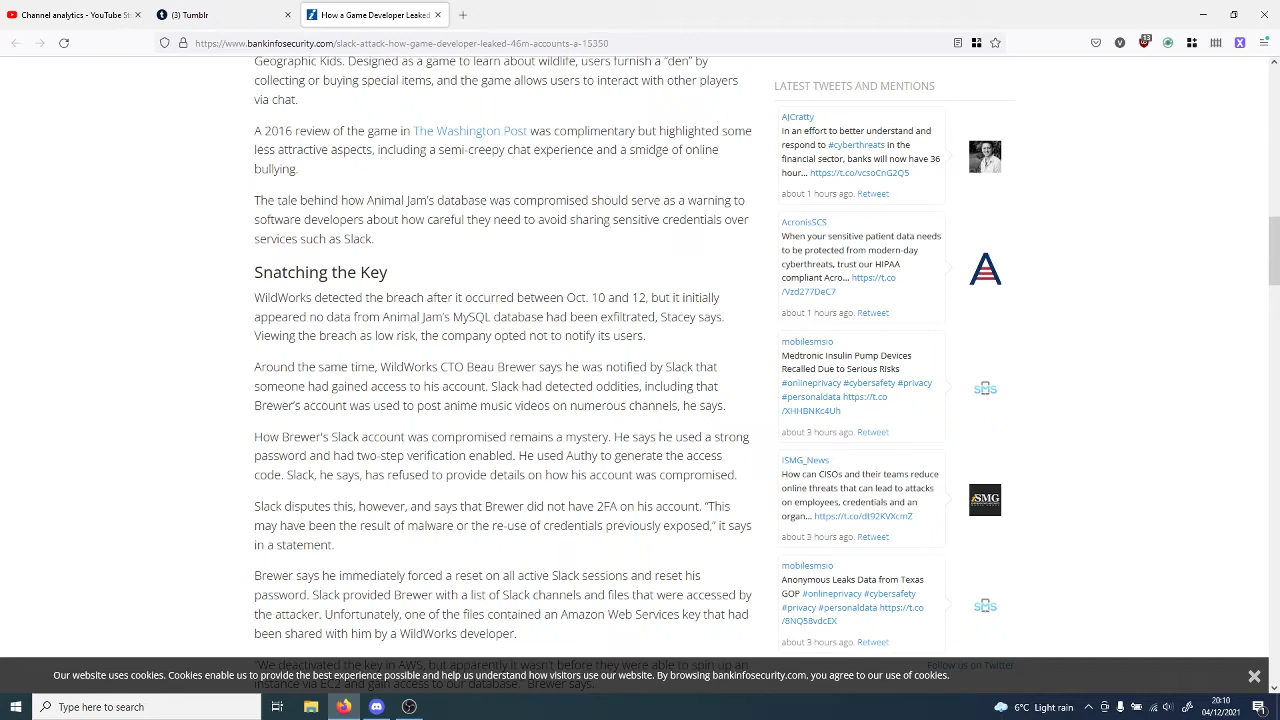 Channel analytics - YouTube St
(3) Tumblr
How a Game Developer Leaked
https://www.bankinfosecurity.com/slack-attack-how-game-developer-leaked-46m-accounts-a-15350
13
Geographic Kids. Designed as a game to learn about wildlife, users furnish a “den” by
collecting or buying special items, and the game allows users to interact with other players
via chat.
A 2016 review of the game in The Washington Post was complimentary but highlighted some
less attractive aspects, including a semi-creepy chat experience and a smidge of online
bullying.
The tale behind how Animal Jam's database was compromised should serve as a warning to
software developers about how careful they need to avoid sharing sensitive credentials over
services such as Slack.
Snatching the Key
WildWorks detected the breach after it occurred between Oct. 10 and 12, but it initially
appeared no data from Animal Jam's MySQL database had been exfiltrated, Stacey says.
Viewing the breach as low risk, the company opted not to notify its users.
Around the same time, WildWorks CTO Beau Brewer says he was notified by Slack that
someone had gained access to his account. Slack had detected oddities, including that
Brewer's account was used to post anime music videos on numerous channels, he says.
How Brewer's Slack account was compromised remains a mystery. He says he used a strong
password and had two-step verification enabled. He used Authy to generate the access
code. Slack, he says, has refused to provide details on how his account was compromised.
Slack disputes this, however, and says that Brewer didn't have 2FA on his account. “This
may have been the result of malware or the re-use of credentials previously exposed,” it says
in a statement.
Brewer says he immediately forced a reset on all active Slack sessions and reset his
password. Slack provided Brewer with a list of Slack channels and files that were accessed by
the attacker. Unfortunately, one of the files contained an Amazon Web Services key that had
been shared with him by a WildWorks developer.
“We deactivated the key in AWS, but apparently it wasn't before they were able to spin up an
instance via EC2 and gain access to our database.” Brewer says.
LATEST TWEETS AND MENTIONS
AJCratty
In an effort to better understand and
respond to #cyberthreats in the
financial sector, banks will now have 36
hour... https://t.co/vcsoCnG2Q5
about 1 hours ago. Retweet
AcronisSCS
When your sensitive patient data needs
to be protected from modern-day
cyberthreats, trust our HIPAA
compliant Acro... https://t.co
/Vzd277DeC7
about 1 hours ago. Retweet
mobilesmsio
Medtronic Insulin Pump Devices
Recalled Due to Serious Risks
#onlineprivacy #cybersafety #privacy
#personaldata https://t.co
/XHHBNKc4Uh
about 3 hours ago. Retweet
SMS
ISMG_News
How can CISOs and their teams reduce
online threats that can lead to attacks
on employees, credentials and an
organ... https://t.co/dt92KVXcmZ
about 3 hours ago. Retweet
iSMG
mobilesmsio
Anonymous Leaks Data from Texas
GOP #onlineprivacy #cybersafety
#privacy #personaldata https://t.co
/8NQ58vdcEX
about 3 hours ago. Retweet
SMS
Follow us on Twitter
Our website uses cookies. Cookies enable us to provide the best experience possible and help us understand how visitors use our website. By browsing bankinfosecurity.com, you agree to our use of cookies.
Type here to search
6°C Light rain
20:10
04/12/2021